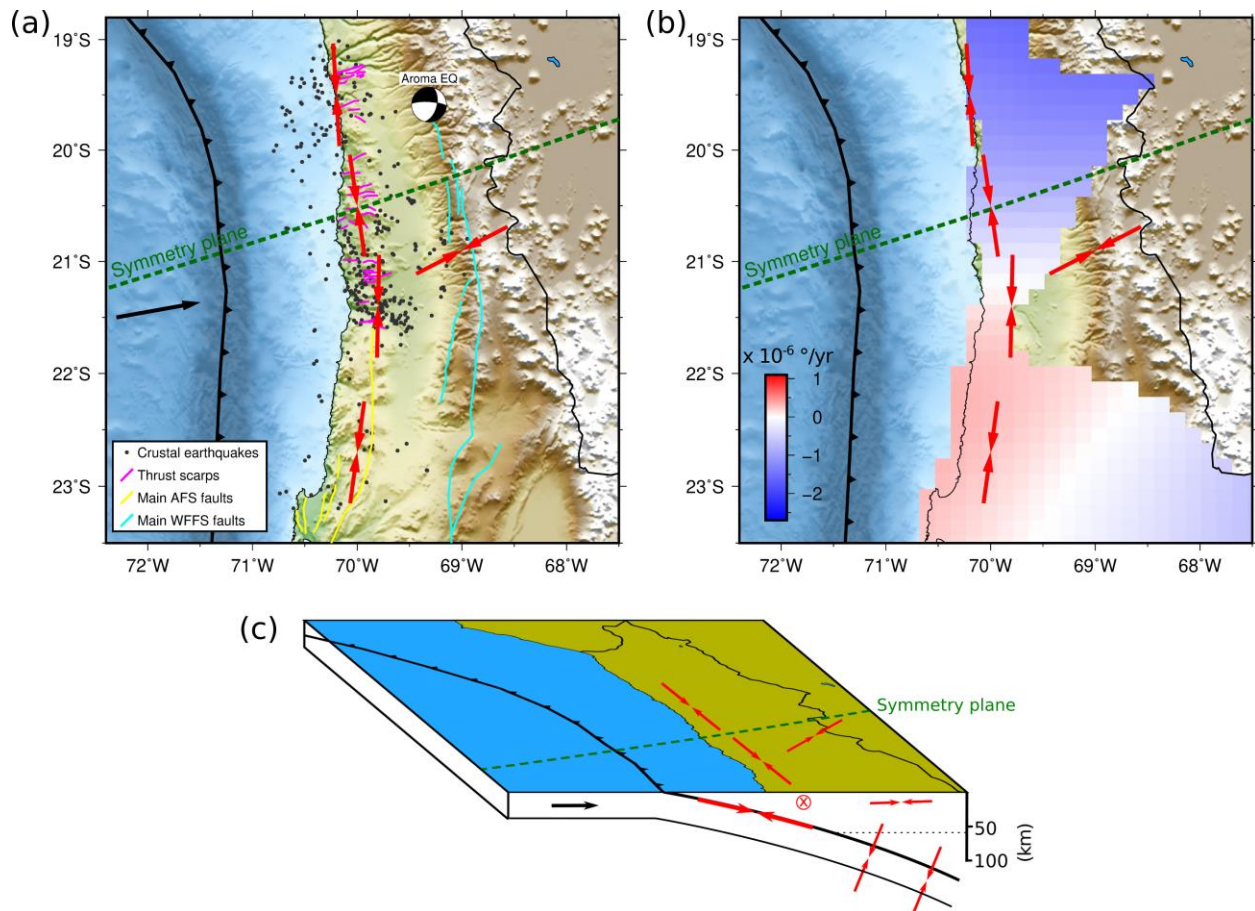 (a)
19°S
20°S
21°S
22°S
23°S
Aroma EQ
Symmetry plane
Crustal earthquakes
Thrust scarps
Main AFS faults
Main WFFS faults
72°W
71°W
70°W
69°W
68°W
(b)
19°S
20°S
21°S
22°S
23°S
Symmetry plane
x 10⁻⁶ °/yr
1
0
−1
−2
72°W
71°W
70°W
69°W
68°W
(c)
Symmetry plane
50
100
(km)